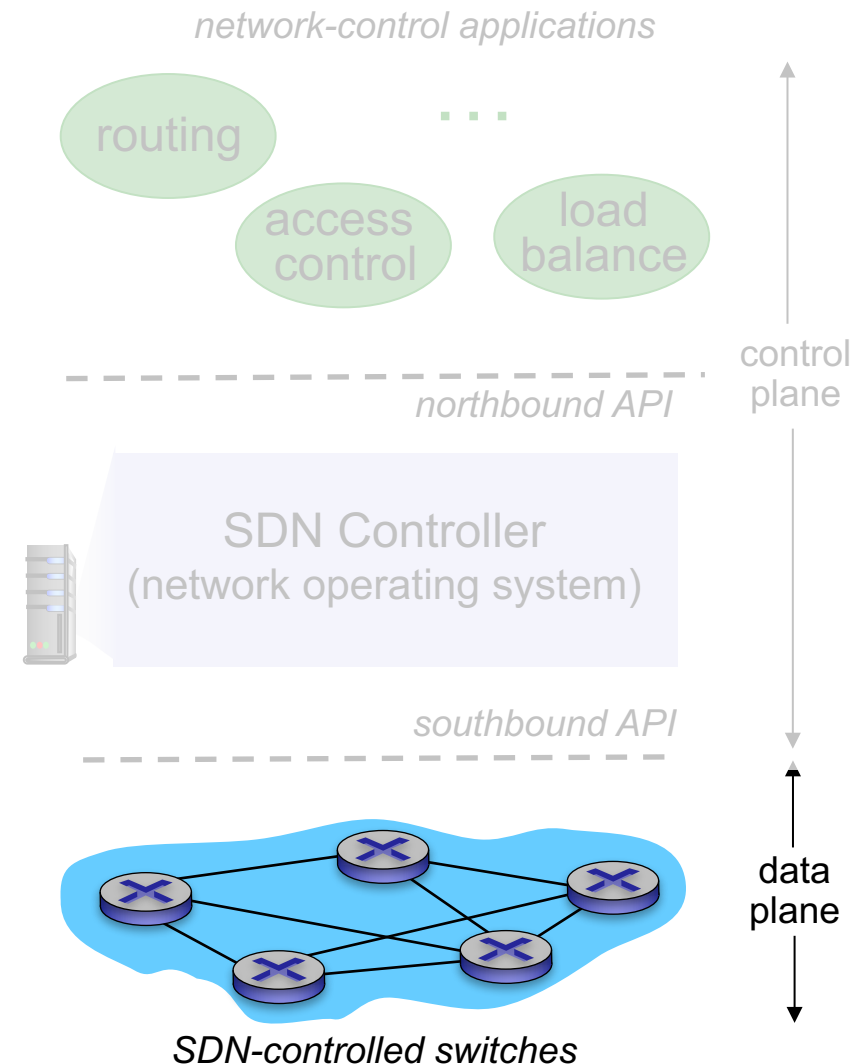 network-control applications
routing
...
access
control
load
balance
control
plane
northbound API
SDN Controller
(network operating system)
southbound API
data
plane
SDN-controlled switches